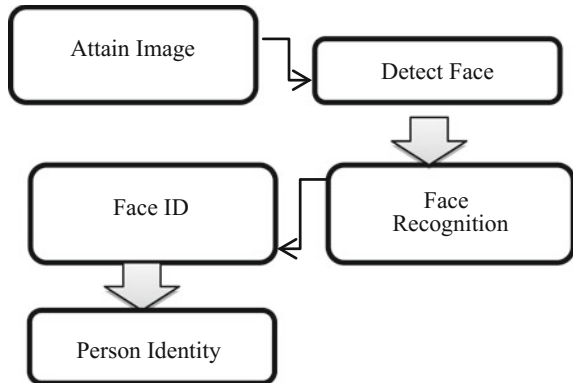 Attain Image
Detect Face
Face
Recognition
Face ID
Person Identity